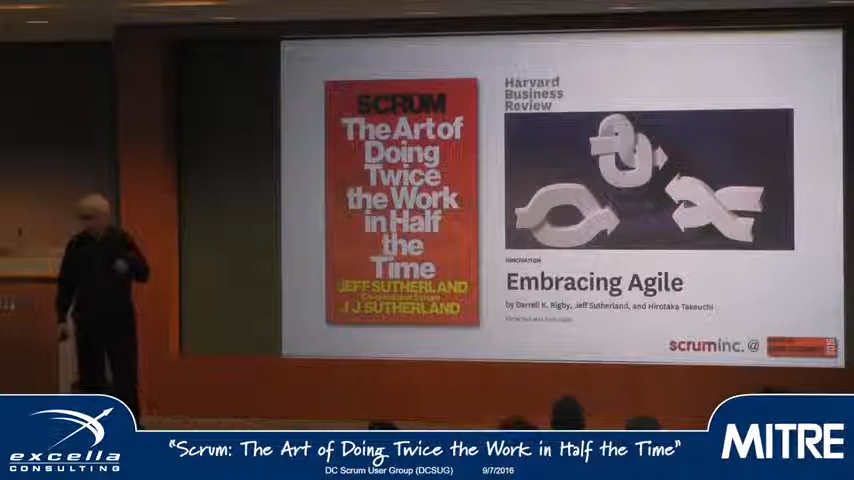 SCRUM
The Art of
Doing
Twice
the Work
in Half
the
Time
JEFF SUTHERLAND
J J SUTHERLAND
Harvard
Business
Review
INNOVATION
Embracing Agile
by Darrell K. Rigby, Jeff Sutherland, and Hirotaka Takeuchi
scruminc. @
excella
CONSULTING
"Scrum: The Art of Doing Twice the Work in Half the Time"
DC Scrum User Group (DCSUG) 9/7/2016
MITRE